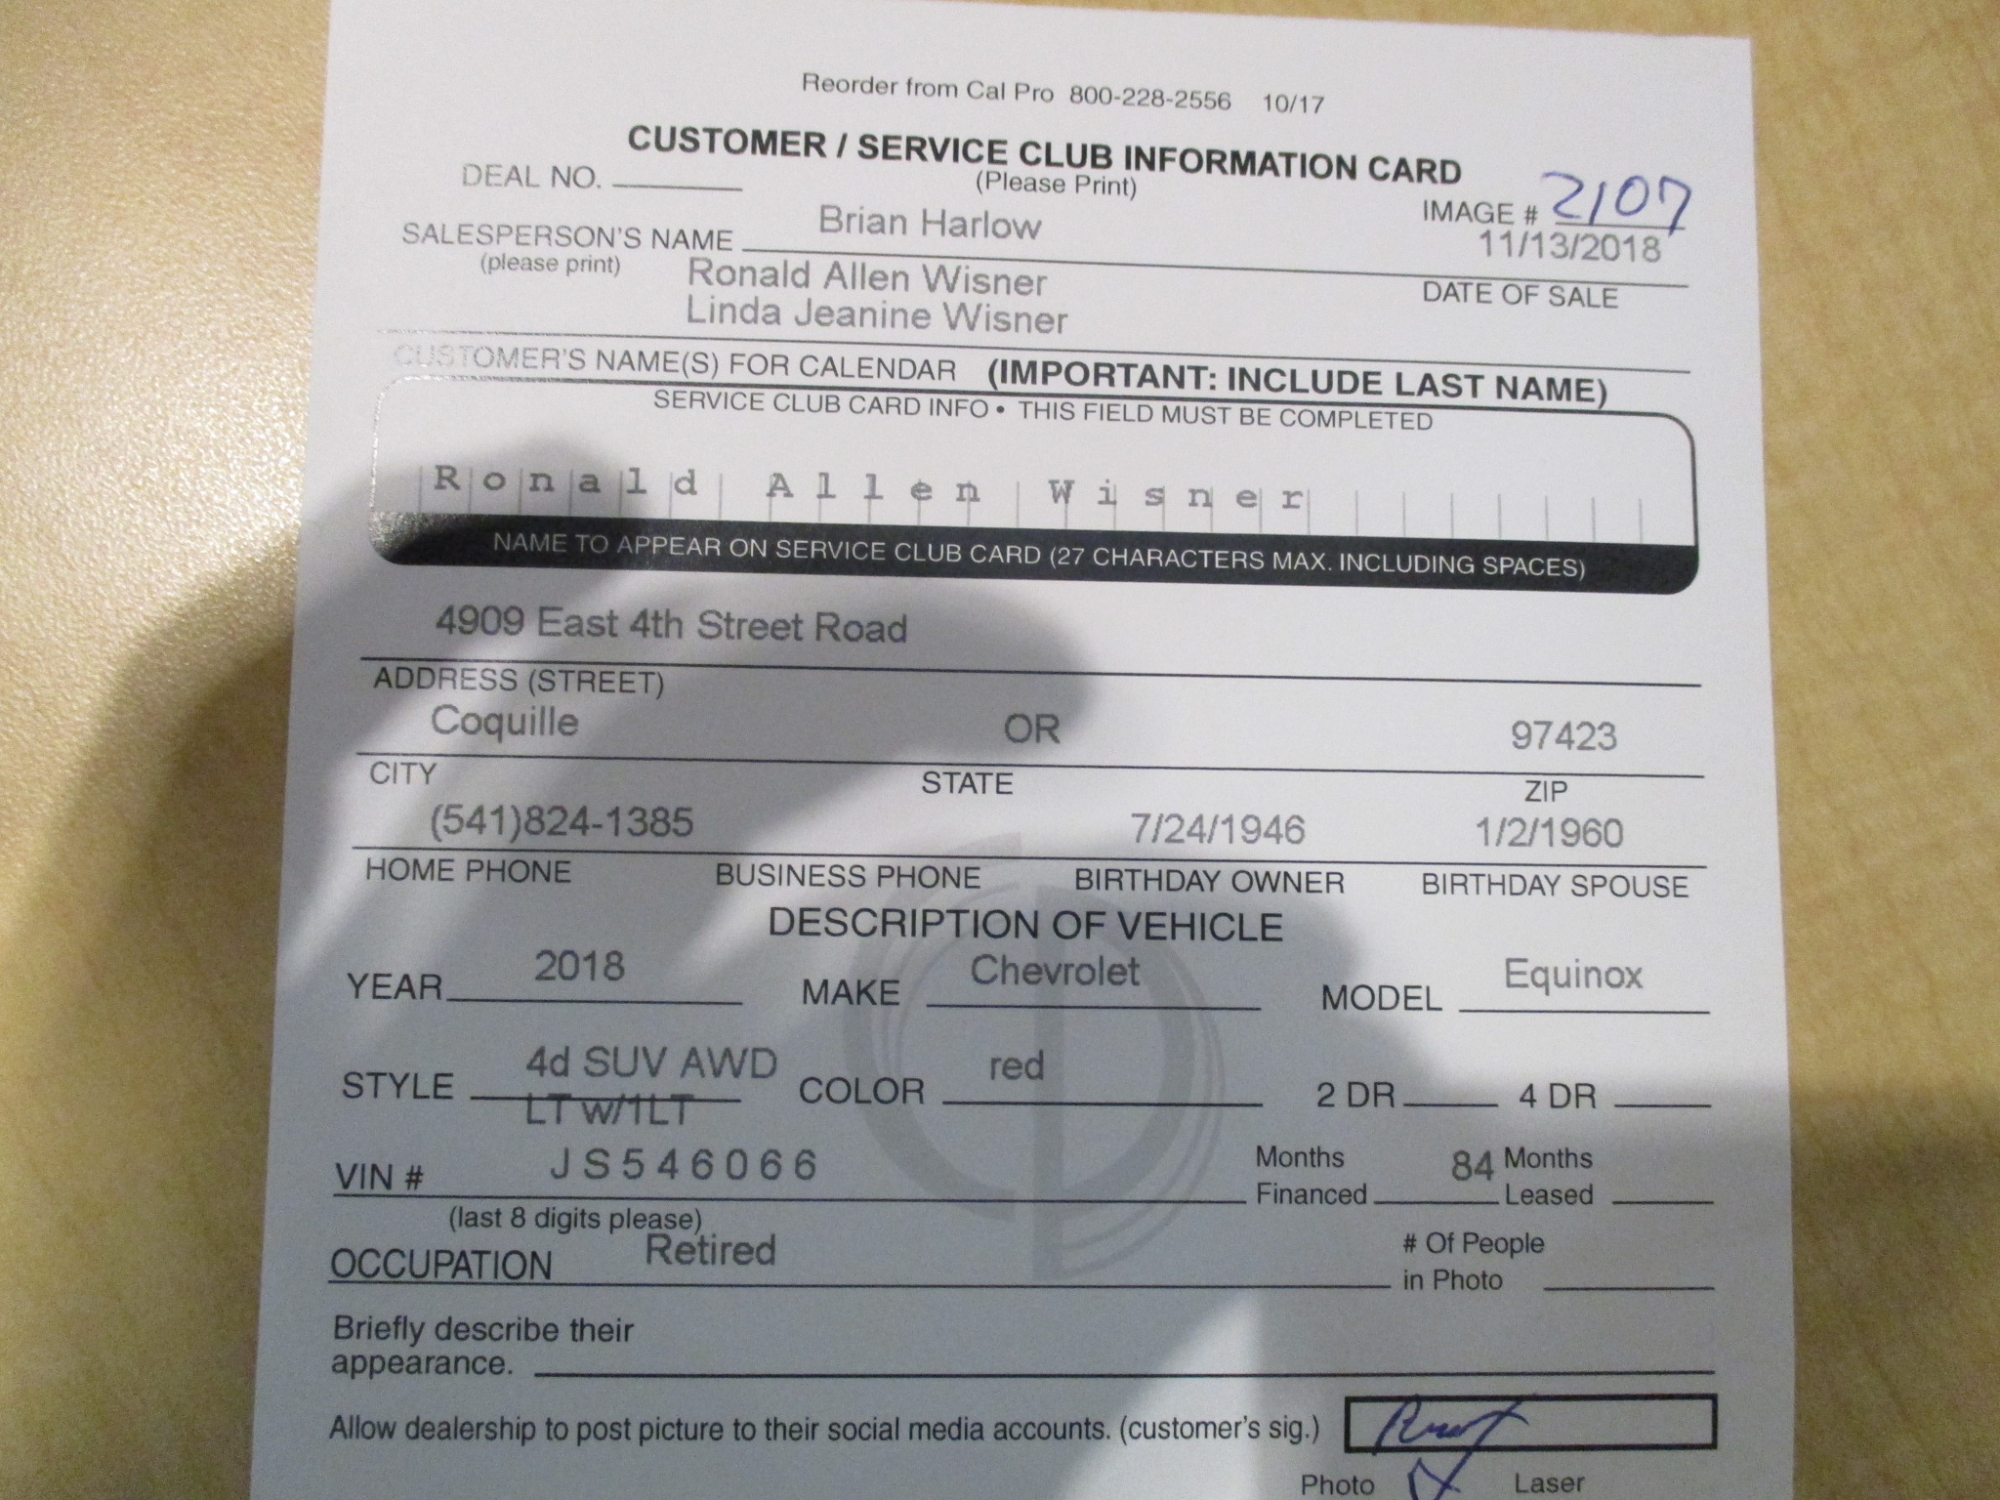 Reorder from Cal Pro 800-228-2556 10/17
CUSTOMER / SERVICE CLUB INFORMATION CARD
DEAL NO. (Please Print)
IMAGE # 2107
SALESPERSON'S NAME Brian Harlow 11/13/2018
(please print) Ronald Allen Wisner DATE OF SALE
Linda Jeanine Wisner
CUSTOMER'S NAME(S) FOR CALENDAR (IMPORTANT: INCLUDE LAST NAME)
SERVICE CLUB CARD INFO • THIS FIELD MUST BE COMPLETED
Ronald Allen Wisner
NAME TO APPEAR ON SERVICE CLUB CARD (27 CHARACTERS MAX. INCLUDING SPACES)
4909 East 4th Street Road
ADDRESS (STREET)
Coquille OR 97423
CITY STATE ZIP
(541)824-1385 7/24/1946 1/2/1960
HOME PHONE BUSINESS PHONE BIRTHDAY OWNER BIRTHDAY SPOUSE
DESCRIPTION OF VEHICLE
YEAR 2018 MAKE Chevrolet MODEL Equinox
STYLE 4d SUV AWD COLOR red 2 DR 4 DR
LT w/1LT
VIN # JS546066 Months 84 Months
Financed Leased
(last 8 digits please)
OCCUPATION Retired # Of People
in Photo
Briefly describe their
appearance.
Allow dealership to post picture to their social media accounts. (customer's sig.)
Photo Laser